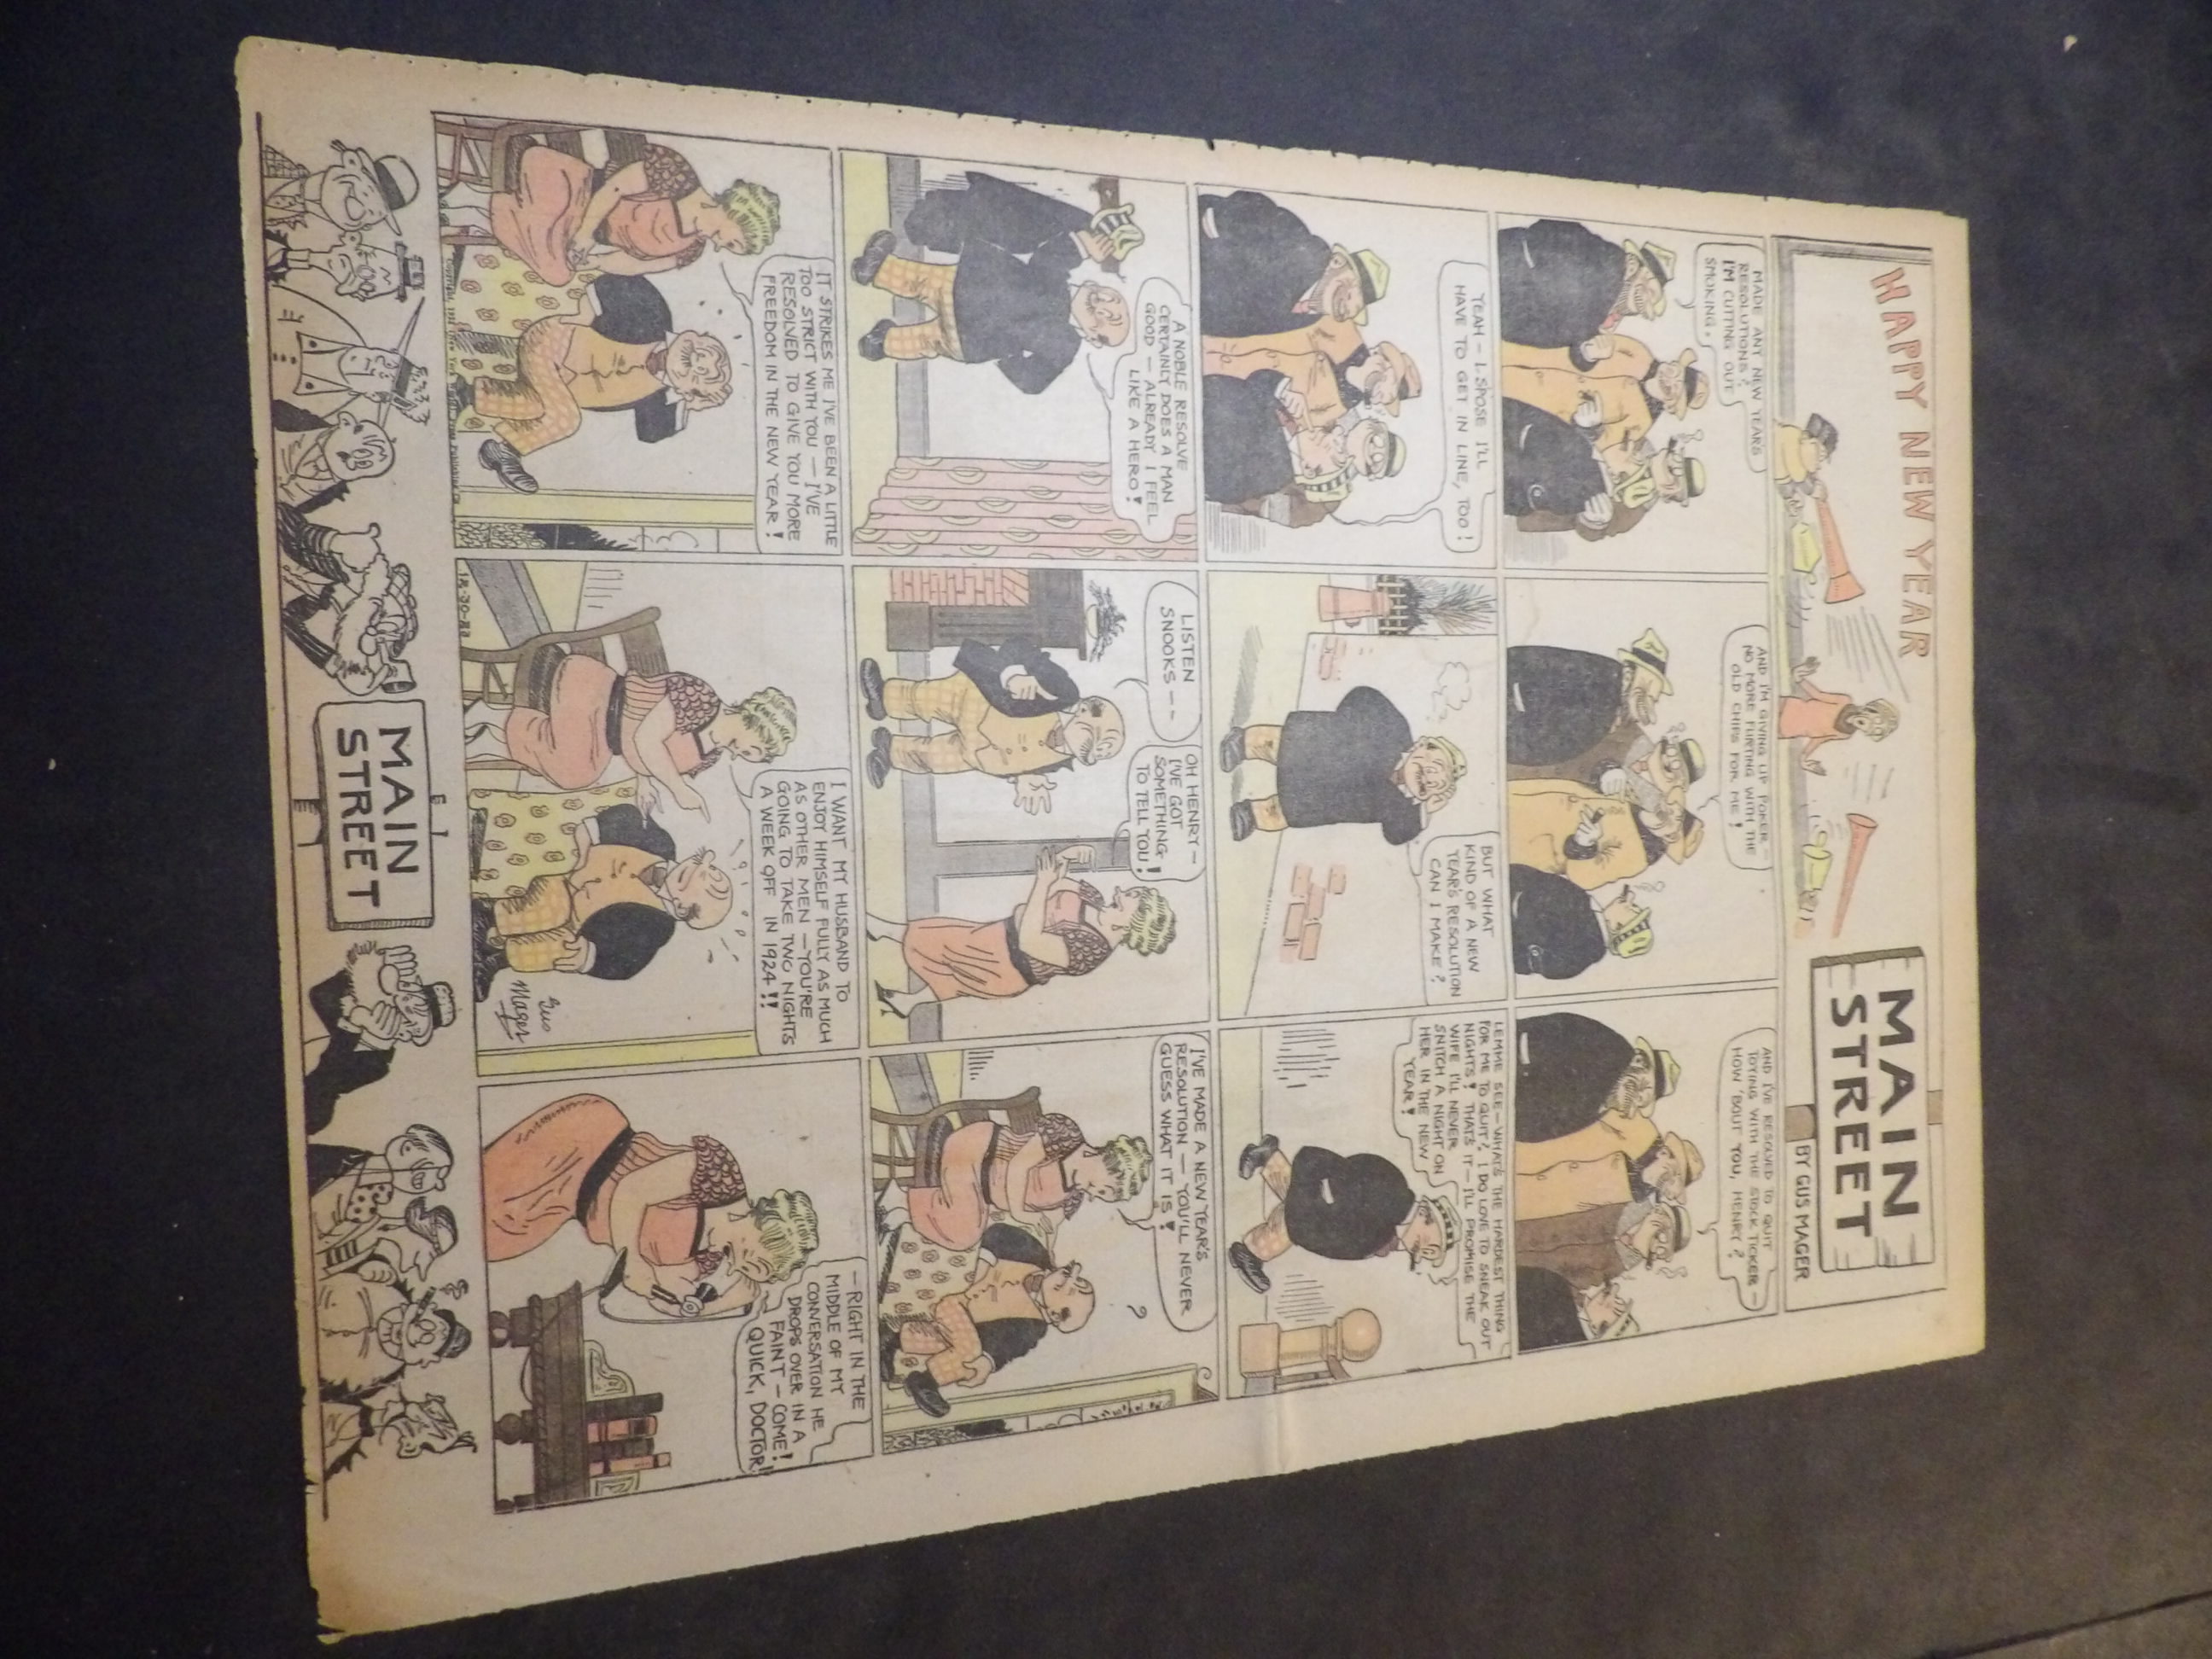 HAPPY NEW YEAR
MAIN
STREET
BY GUS MAGER
MADE ANY NEW YEAR'S
RESOLUTIONS?
I'M CUTTING OUT
SMOKING.
AND I'M GIVING UP POKER –
NO MORE FLIRTING WITH THE
OLD CHIPS FOR ME!
AND I'VE RESOLVED TO QUIT
TOYING WITH THE STOCK TICKER –
HOW 'BOUT YOU, HENRY?
YEAH – I S'POSE I'LL
HAVE TO GET IN LINE, TOO!
BUT WHAT
KIND OF A NEW
YEAR'S RESOLUTION
CAN I MAKE?
LEMME SEE – WHAT'S THE HARDEST THING
FOR ME TO QUIT? I DO LOVE TO SNEAK OUT
NIGHTS! THAT'S IT – I'LL PROMISE THE
WIFE I'LL NEVER
SNITCH A NIGHT ON
HER IN THE NEW
YEAR!
A NOBLE RESOLVE
CERTAINLY DOES A MAN
GOOD – ALREADY I FEEL
LIKE A HERO!
LISTEN
SNOOKS – –
OH HENRY –
I'VE GOT
SOMETHING
TO TELL YOU!
I'VE MADE A NEW YEAR'S
RESOLUTION – YOU'LL NEVER
GUESS WHAT IT IS!
?
IT STRIKES ME I'VE BEEN A LITTLE
TOO STRICT WITH YOU – I'VE
RESOLVED TO GIVE YOU MORE
FREEDOM IN THE NEW YEAR!
I WANT MY HUSBAND TO
ENJOY HIMSELF FULLY AS MUCH
AS OTHER MEN – YOU'RE
GOING TO TAKE TWO NIGHTS
A WEEK OFF IN 1924!!
Gus
Mager
12-30-23
– RIGHT IN THE
MIDDLE OF MY
CONVERSATION HE
DROPS OVER IN A
FAINT – COME!
QUICK, DOCTOR!
MAIN
STREET